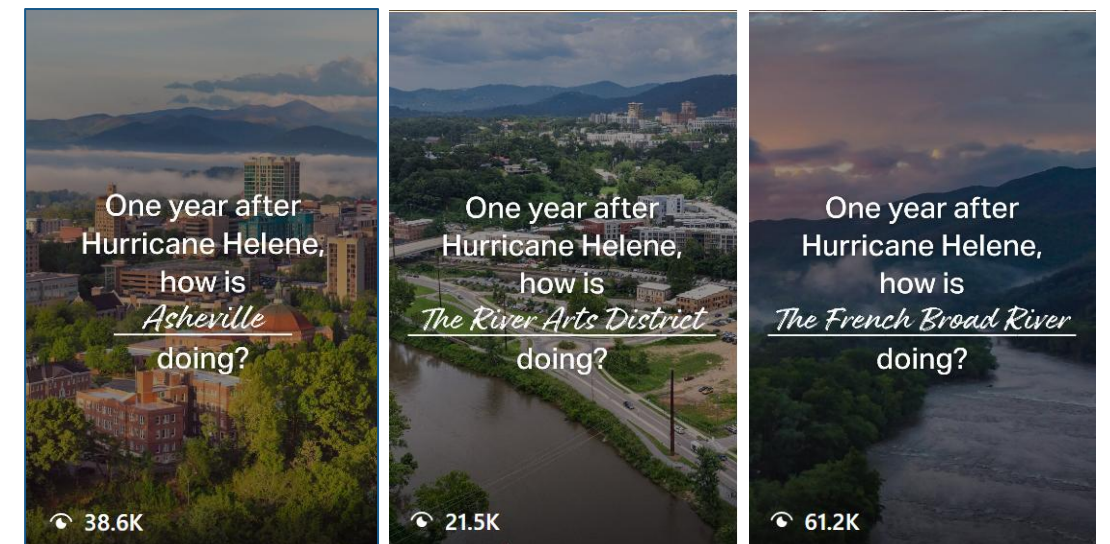 One year after
Hurricane Helene,
how is
Asheville
doing?
38.6K
One year after
Hurricane Helene,
how is
The River Arts District
doing?
21.5K
One year after
Hurricane Helene,
how is
The French Broad River
doing?
61.2K